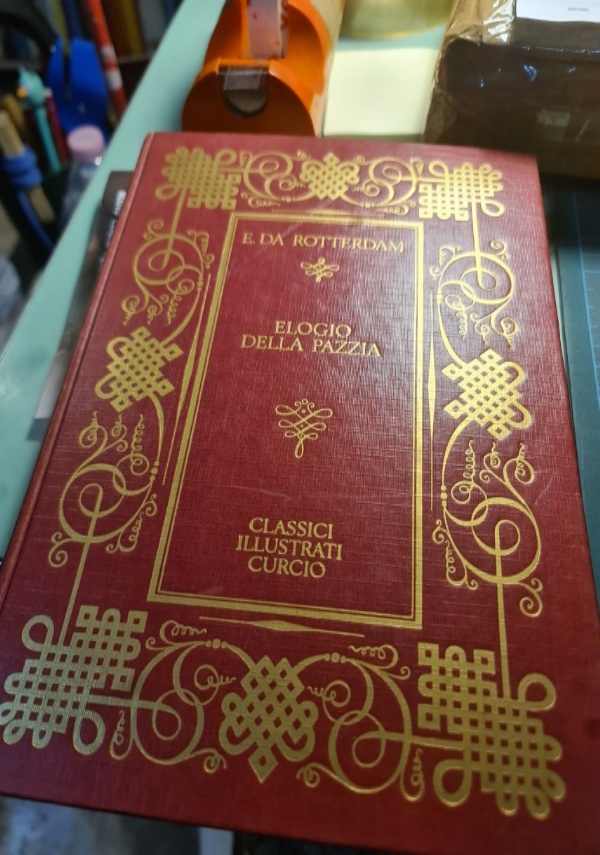 E. DA ROTTERDAM
ELOGIO
DELLA PAZZIA
CLASSICI
ILLUSTRATI
CURCIO